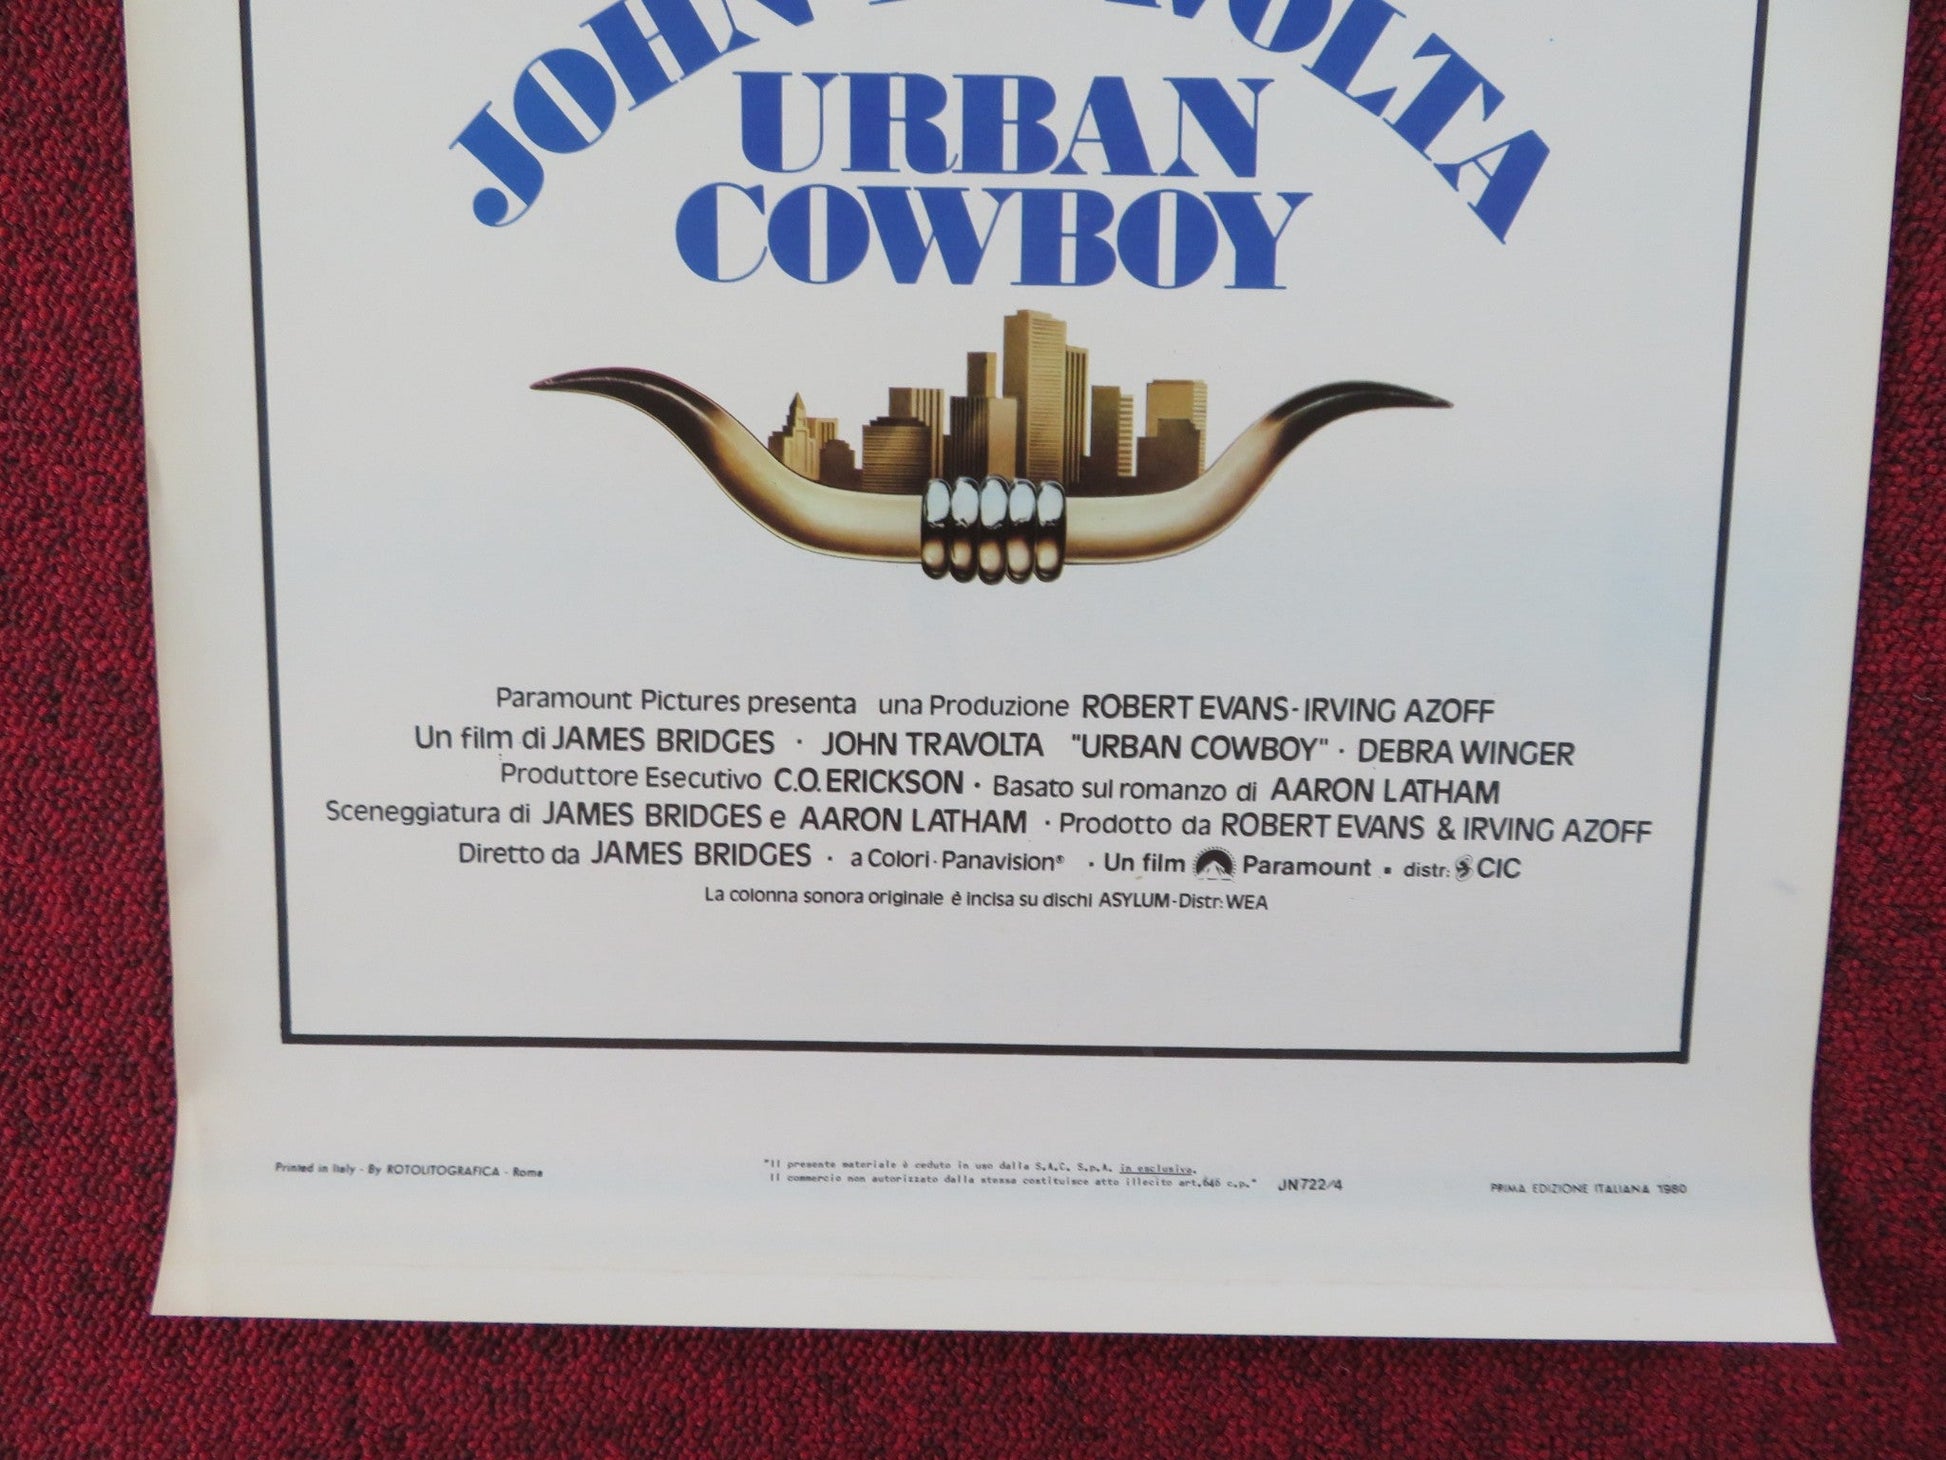 JOHN TRAVOLTA
URBAN
COWBOY
Paramount Pictures presenta una Produzione ROBERT EVANS-IRVING AZOFF
Un film di JAMES BRIDGES · JOHN TRAVOLTA "URBAN COWBOY" · DEBRA WINGER
Produttore Esecutivo C.O. ERICKSON · Basato sul romanzo di AARON LATHAM
Sceneggiatura di JAMES BRIDGES e AARON LATHAM · Prodotto da ROBERT EVANS & IRVING AZOFF
Diretto da JAMES BRIDGES · a Colori · Panavision® · Un film Paramount · distr: CIC
La colonna sonora originale è incisa su dischi ASYLUM-Distr: WEA
Printed in Italy - By ROTOLITOGRAFICA - Rome
"Il presente materiale è ceduto in uso dalla S.A.C. S.p.A. in esclusiva.
Il commercio non autorizzato dalla stessa costituisce atto illecito art.646 c.p." JN722/4
PRIMA EDIZIONE ITALIANA 1980